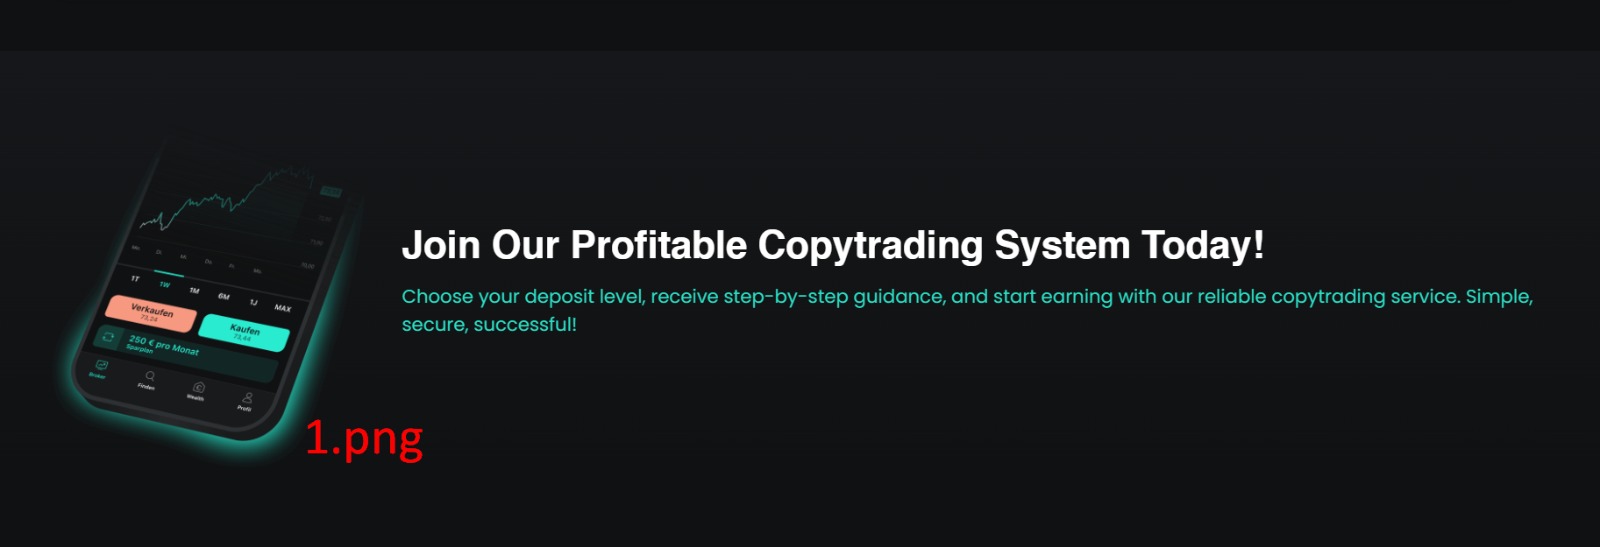 Join Our Profitable Copytrading System Today!
Choose your deposit level, receive step-by-step guidance, and start earning with our reliable copytrading service. Simple,
secure, successful!
1T 1W 1M 6M 1J MAX
Verkaufen
73,24
Kaufen
73,44
250 € pro Monat
Sparplan
Broker Finden Wealth Profil
1.png